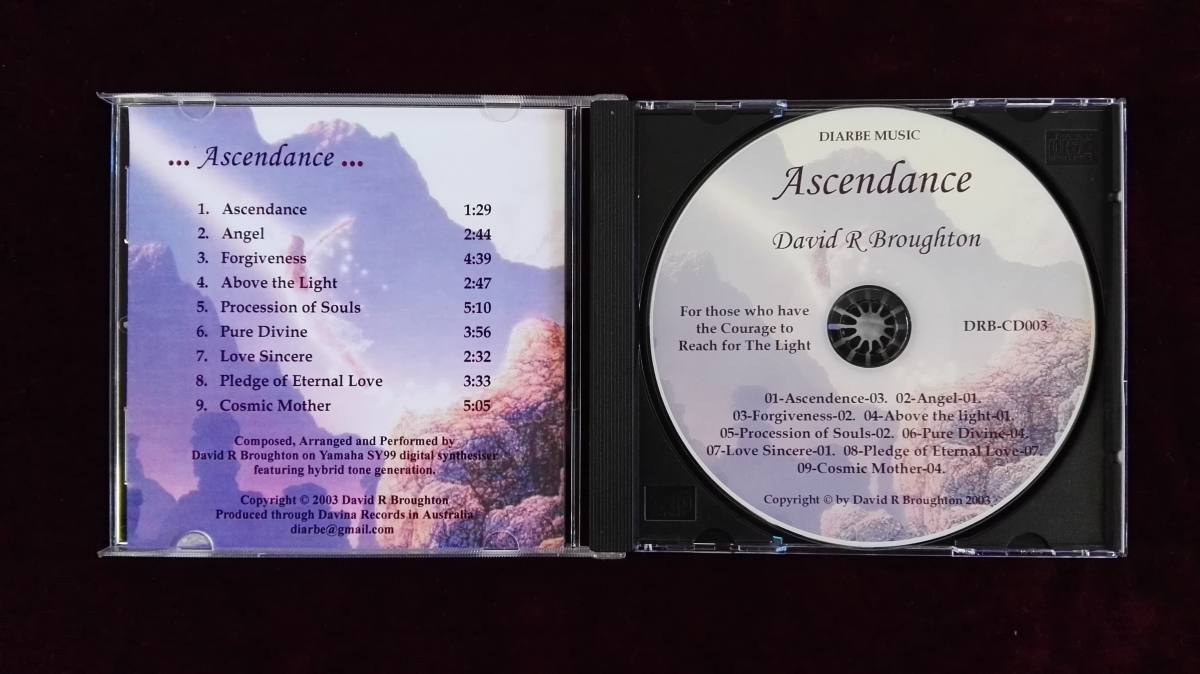 ... Ascendance ...
1. Ascendance 1:29
2. Angel 2:44
3. Forgiveness 4:39
4. Above the Light 2:47
5. Procession of Souls 5:10
6. Pure Divine 3:56
7. Love Sincere 2:32
8. Pledge of Eternal Love 3:33
9. Cosmic Mother 5:05
Composed, Arranged and Performed by
David R Broughton on Yamaha SY99 digital synthesiser
featuring hybrid tone generation.
Copyright © 2003 David R Broughton
Produced through Davina Records in Australia
diarbe@gmail.com
DIARBE MUSIC
Ascendance
David R Broughton
For those who have
the Courage to
Reach for The Light
DRB-CD003
01-Ascendence-03. 02-Angel-01.
03-Forgiveness-02. 04-Above the light-01.
05-Procession of Souls-02. 06-Pure Divine-04.
07-Love Sincere-01. 08-Pledge of Eternal Love-07.
09-Cosmic Mother-04.
Copyright © by David R Broughton 2003